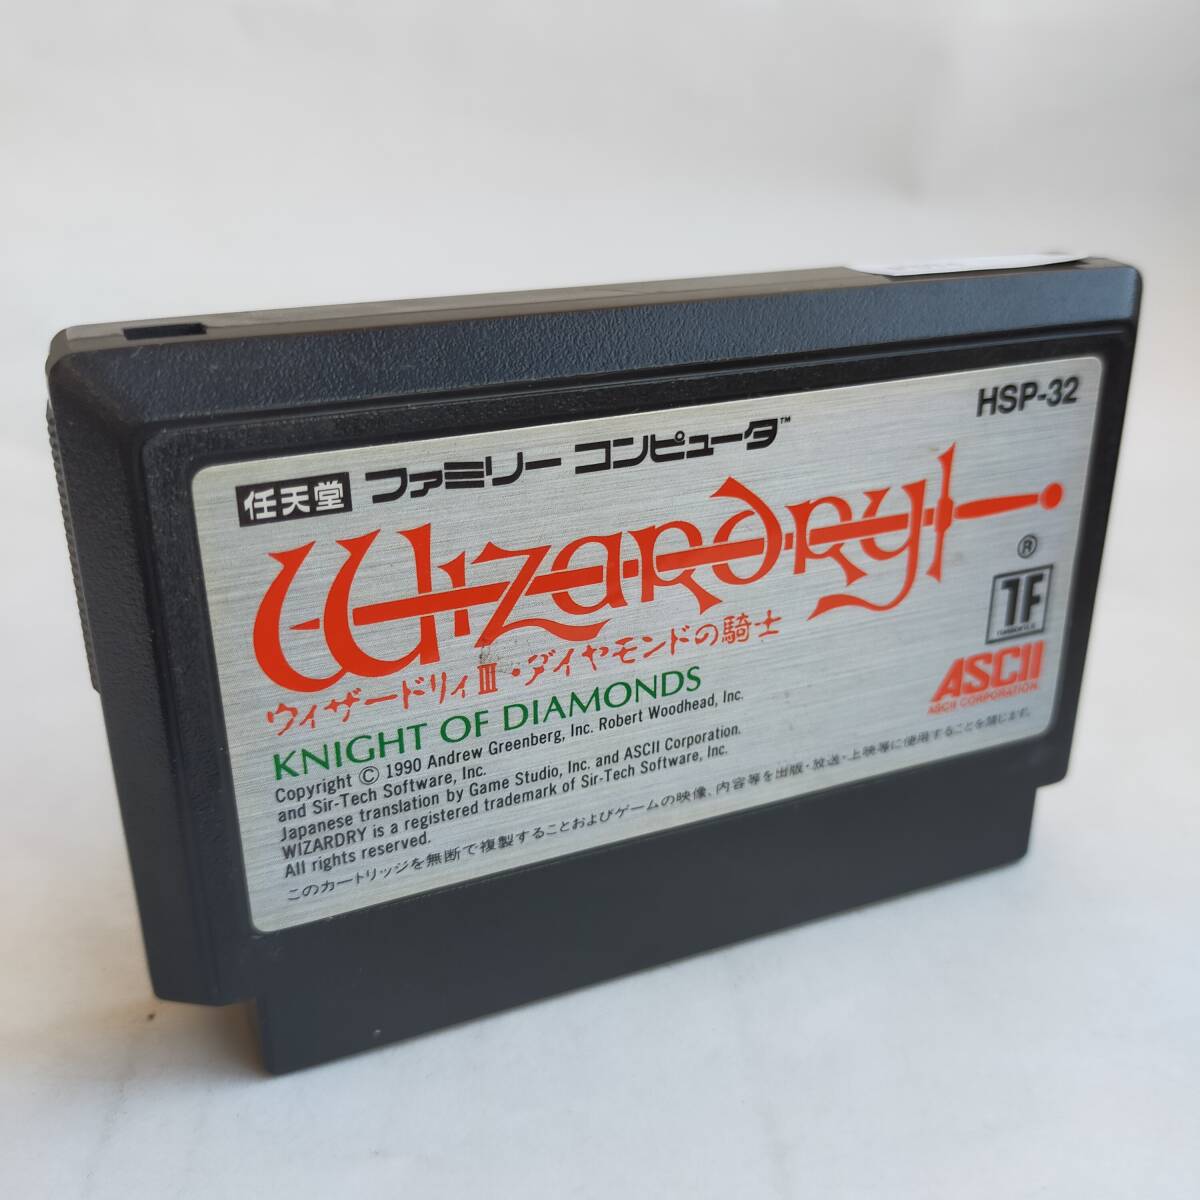 HSP-32
任天堂 ファミリー コンピュータ™
WIZARDRY
®
ウィザードリィIII・ダイヤモンドの騎士
KNIGHT OF DIAMONDS
TF
ASCII
ASCII CORPORATION
Copyright © 1990 Andrew Greenberg, Inc. Robert Woodhead, Inc.
and Sir-Tech Software, Inc.
Japanese translation by Game Studio, Inc. and ASCII Corporation.
WIZARDRY is a registered trademark of Sir-Tech Software, Inc.
All rights reserved.
このカートリッジを無断で複製することおよびゲームの映像、内容等を出版・放送・上映等に使用することを禁じます。